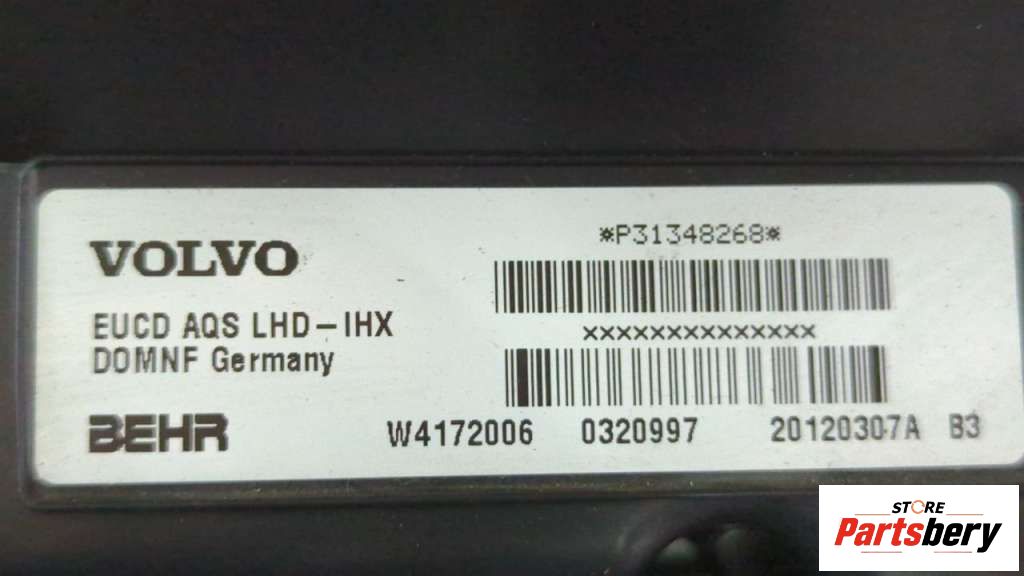 VOLVO
*P31348268*
EUCD AQS LHD-IHX
DOMNF Germany
xxxxxxxxxxxxxx
BEHR
W4172006 0320997 20120307A B3
STORE
Partsbery